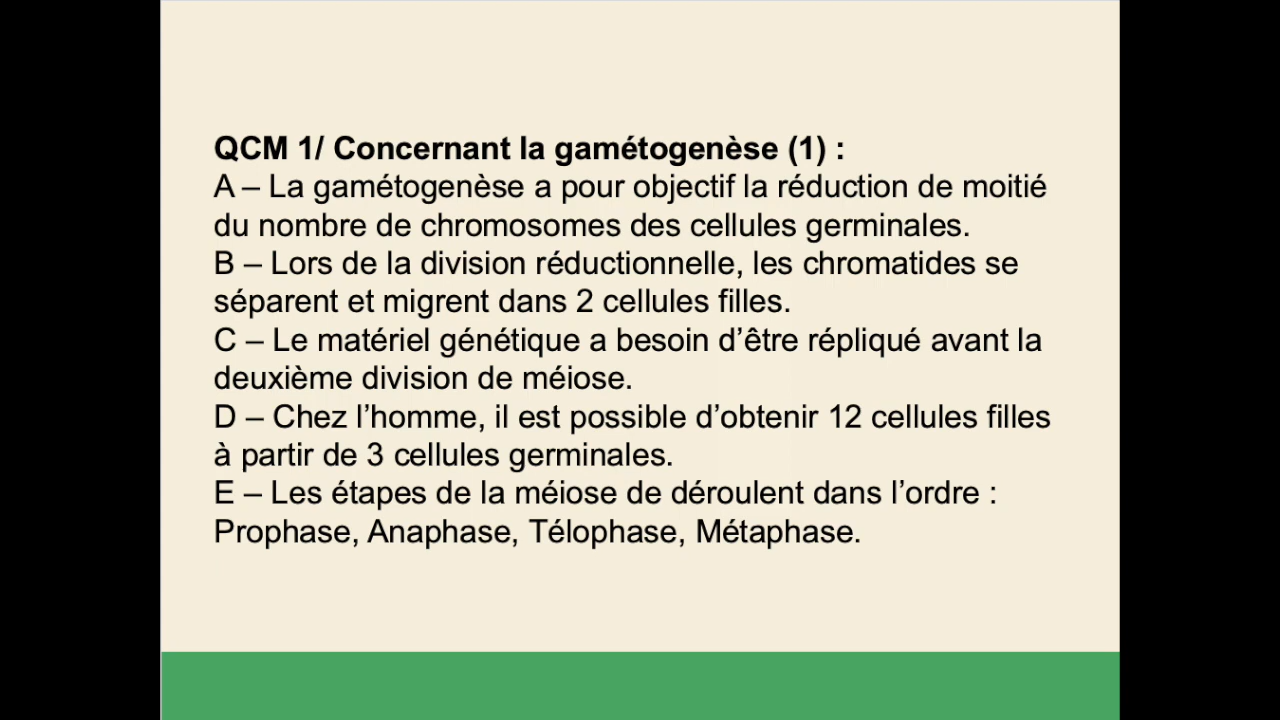 QCM 1/ Concernant la gamétogenèse (1) :
A – La gamétogenèse a pour objectif la réduction de moitié
du nombre de chromosomes des cellules germinales.
B – Lors de la division réductionnelle, les chromatides se
séparent et migrent dans 2 cellules filles.
C – Le matériel génétique a besoin d’être répliqué avant la
deuxième division de méiose.
D – Chez l’homme, il est possible d’obtenir 12 cellules filles
à partir de 3 cellules germinales.
E – Les étapes de la méiose de déroulent dans l’ordre :
Prophase, Anaphase, Télophase, Métaphase.